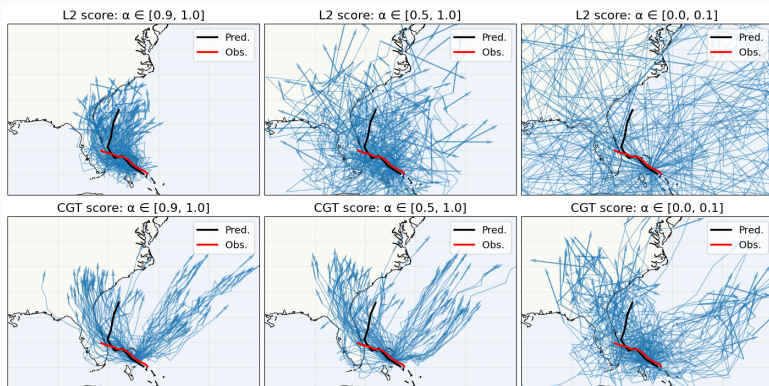 L2 score: α ∈ [0.9, 1.0]
Pred.
Obs.
L2 score: α ∈ [0.5, 1.0]
Pred.
Obs.
L2 score: α ∈ [0.0, 0.1]
Pred.
Obs.
CGT score: α ∈ [0.9, 1.0]
Pred.
Obs.
CGT score: α ∈ [0.5, 1.0]
Pred.
Obs.
CGT score: α ∈ [0.0, 0.1]
Pred.
Obs.